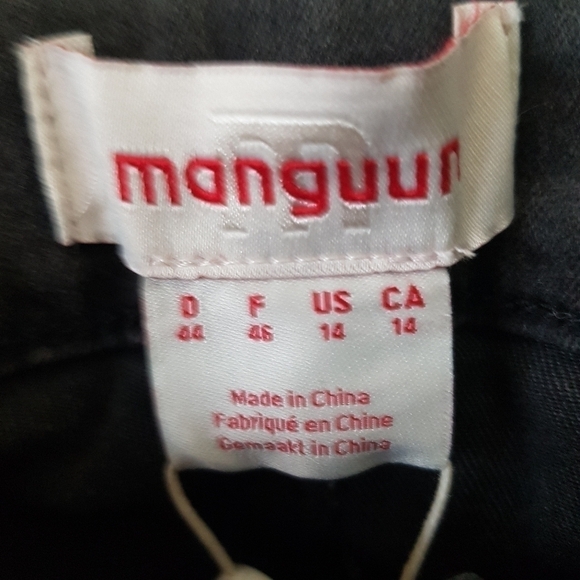 manguun
D F US CA
44 46 14 14
Made in China
Fabriqué en Chine
Gemaakt in China